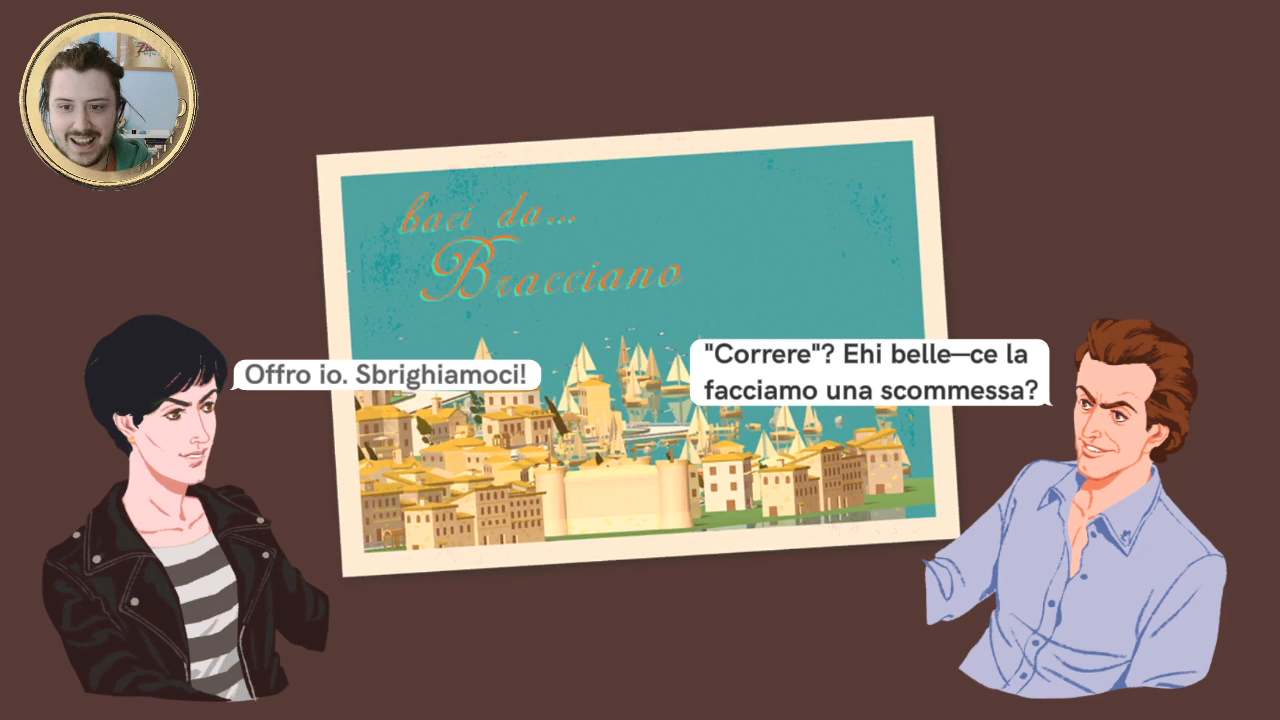 baci da...
Bracciano
Offro io. Sbrighiamoci!
"Correre"? Ehi belle—ce la
facciamo una scommessa?